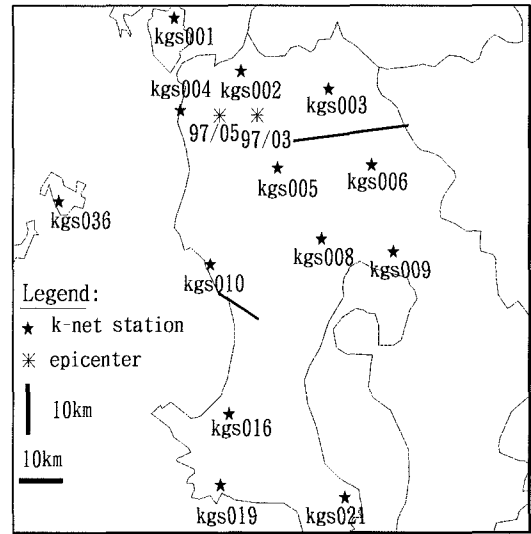 kgs001
kgs004
kgs002
kgs003
97/05
97/03
kgs005
kgs006
kgs036
kgs008
kgs009
kgs010
Legend:
k-net station
epicenter
10km
10km
kgs016
kgs019
kgs021